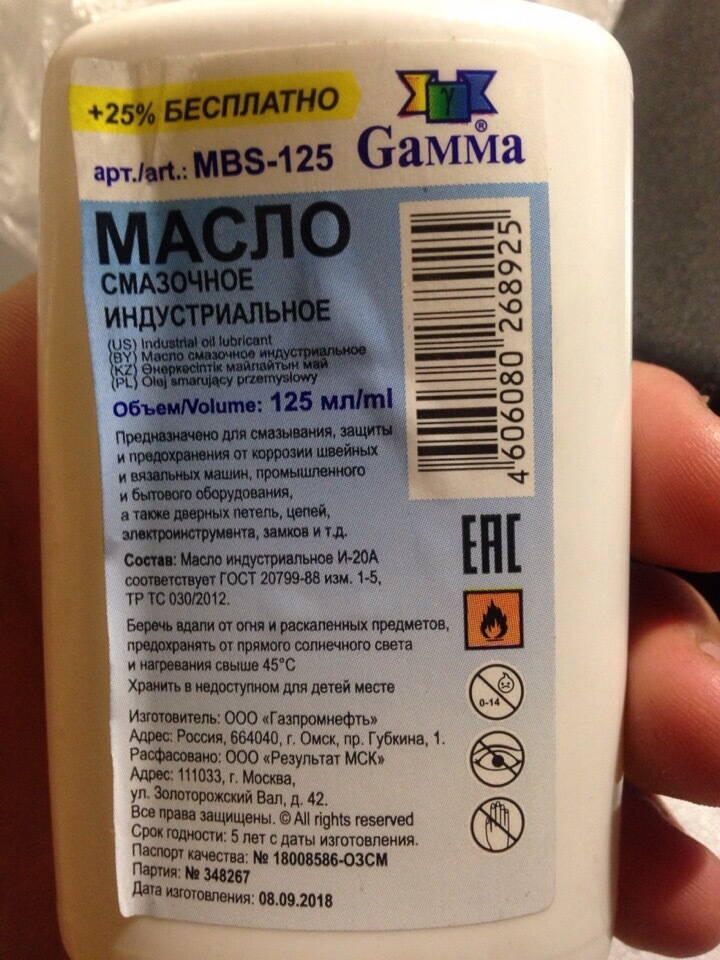 +25% БЕСПЛАТНО
γ
Gамма®
арт./art.: MBS-125
МАСЛО
СМАЗОЧНОЕ
ИНДУСТРИАЛЬНОЕ
(US) Industrial oil lubricant
(BY) Масло смазочное индустриальное
(KZ) Өнеркесіптік майлайтын май
(PL) Olej smarujący przemysłowy
Объем/Volume: 125 мл/ml
4 606080 268925
Предназначено для смазывания, защиты
и предохранения от коррозии швейных
и вязальных машин, промышленного
и бытового оборудования,
а также дверных петель, цепей,
электроинструмента, замков и т.д.
EAC
Состав: Масло индустриальное И-20А
соответствует ГОСТ 20799-88 изм. 1-5,
ТР ТС 030/2012.
Беречь вдали от огня и раскаленных предметов,
предохранять от прямого солнечного света
и нагревания свыше 45°С
Хранить в недоступном для детей месте
0-14
Изготовитель: ООО «Газпромнефть»
Адрес: Россия, 664040, г. Омск, пр. Губкина, 1.
Расфасовано: ООО «Результат МСК»
Адрес: 111033, г. Москва,
ул. Золоторожский Вал, д. 42.
Все права защищены. © All rights reserved
Срок годности: 5 лет с даты изготовления.
Паспорт качества: № 18008586-ОЗСМ
Партия: № 348267
Дата изготовления: 08.09.2018